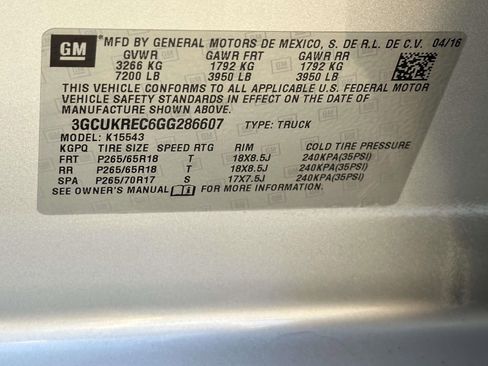 GM MFD BY GENERAL MOTORS DE MEXICO, S. DE R.L. DE C.V. 04/16
GVWR GAWR FRT GAWR RR
3266 KG 1792 KG 1792 KG
7200 LB 3950 LB 3950 LB
THIS VEHICLE CONFORMS TO ALL APPLICABLE U.S. FEDERAL MOTOR
VEHICLE SAFETY STANDARDS IN EFFECT ON THE DATE OF
MANUFACTURE SHOWN ABOVE.
3GCUKREC6GG286607 TYPE: TRUCK
MODEL: K15543
KGPQ TIRE SIZE SPEED RTG RIM COLD TIRE PRESSURE
FRT P265/65R18 T 18X8.5J 240KPA(35PSI)
RR P265/65R18 T 18X8.5J 240KPA(35PSI)
SPA P265/70R17 S 17X7.5J 240KPA(35PSI)
SEE OWNER'S MANUAL FOR MORE INFORMATION.